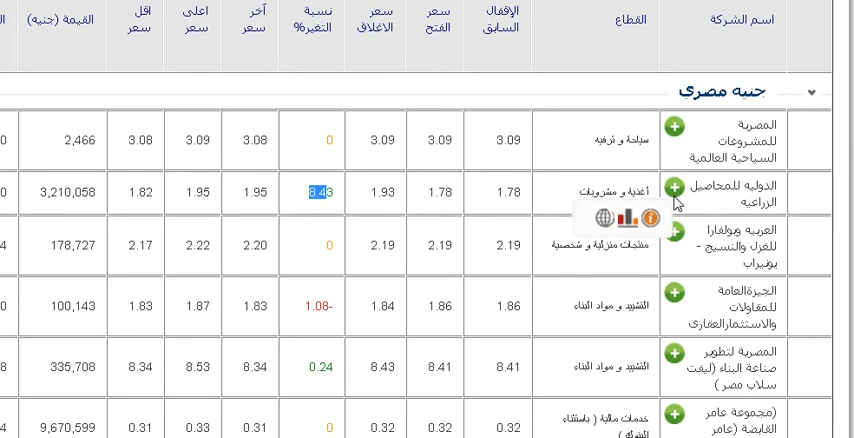 اسم الشركة
القطاع
الإقفال السابق
سعر الفتح
سعر الاغلاق
نسبة التغير%
آخر سعر
اعلى سعر
اقل سعر
القيمة (جنيه)
جنيه مصري
المصرية للمشروعات السياحية العالمية سياحة و ترفيه 3.09 3.09 3.09 0 3.08 3.09 3.08 2,466
الدوليه للمحاصيل الزراعيه أغذية و مشروبات 1.78 1.78 1.93 8.43 1.95 1.95 1.82 3,210,058
العربيه وبولفارا للغزل والنسيج - يونيراب منتجات منزلية و شخصية 2.19 2.19 2.19 0 2.20 2.22 2.17 178,727
الجيزةالعامة للمقاولات والاستثمارالعقارى التشييد و مواد البناء 1.86 1.86 1.84 -1.08 1.83 1.87 1.83 100,143
المصرية لتطوير صناعة البناء (ليفت سلاب مصر ) التشييد و مواد البناء 8.41 8.41 8.43 0.24 8.34 8.53 8.34 335,708
(مجموعة عامر القابضة (عامر خدمات مالية ( باستثناء البنوك ) 0.32 0.32 0.32 0 0.31 0.33 0.31 9,670,599